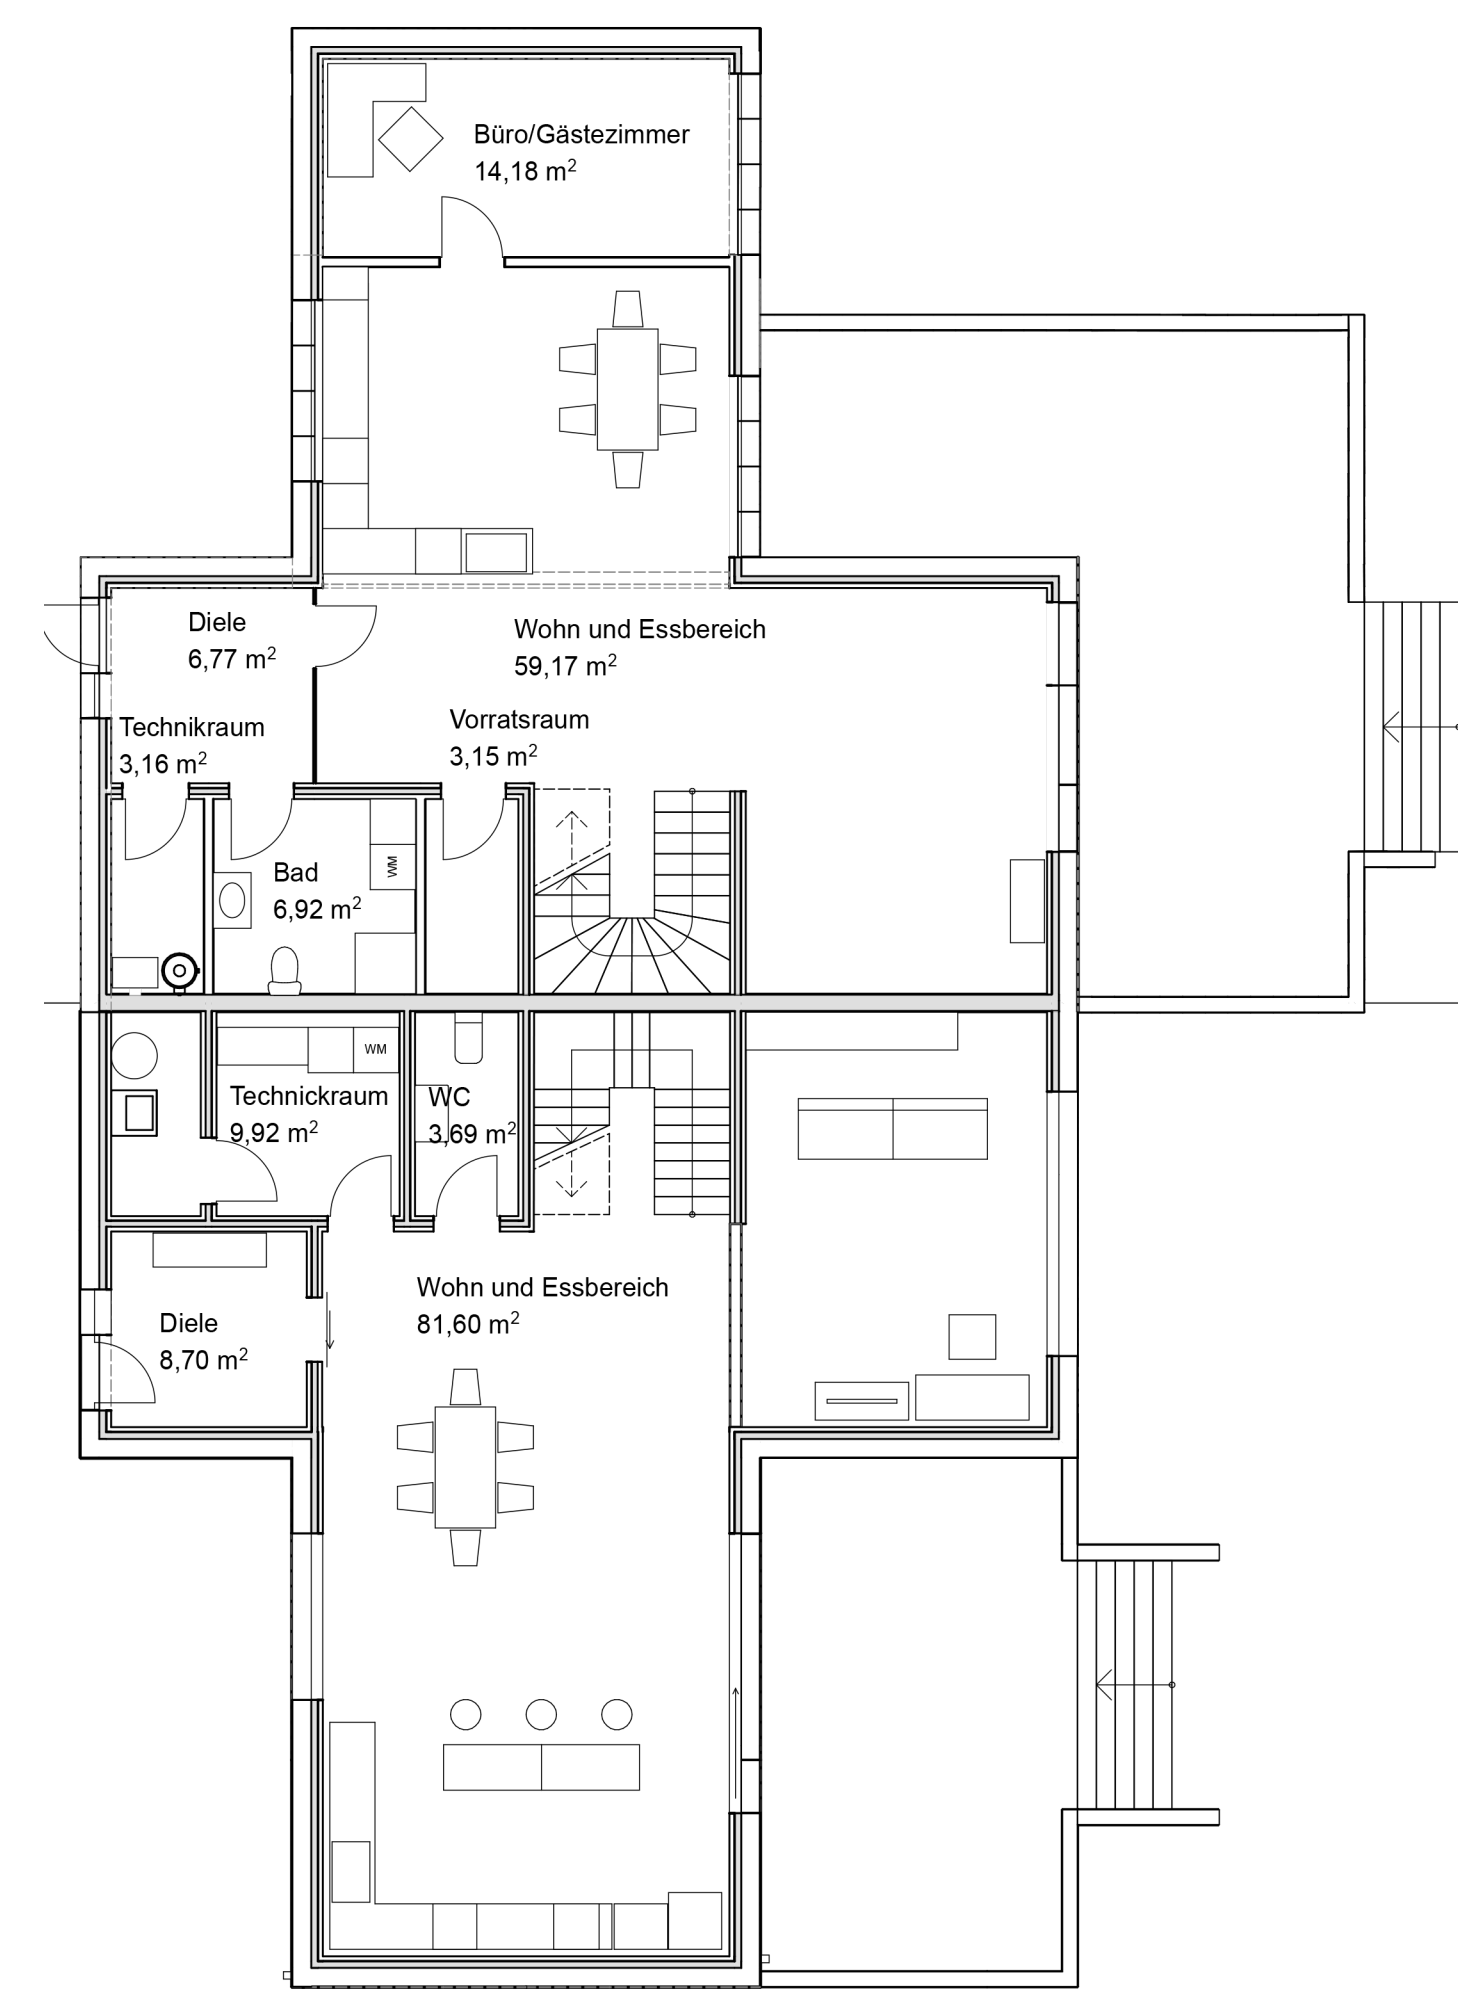 Büro/Gästezimmer
14,18 m²
Diele
6,77 m²
Wohn und Essbereich
59,17 m²
Technikraum
3,16 m²
Vorratsraum
3,15 m²
Bad
6,92 m²
WM
WM
Technickraum
9,92 m²
WC
3,69 m²
Wohn und Essbereich
81,60 m²
Diele
8,70 m²